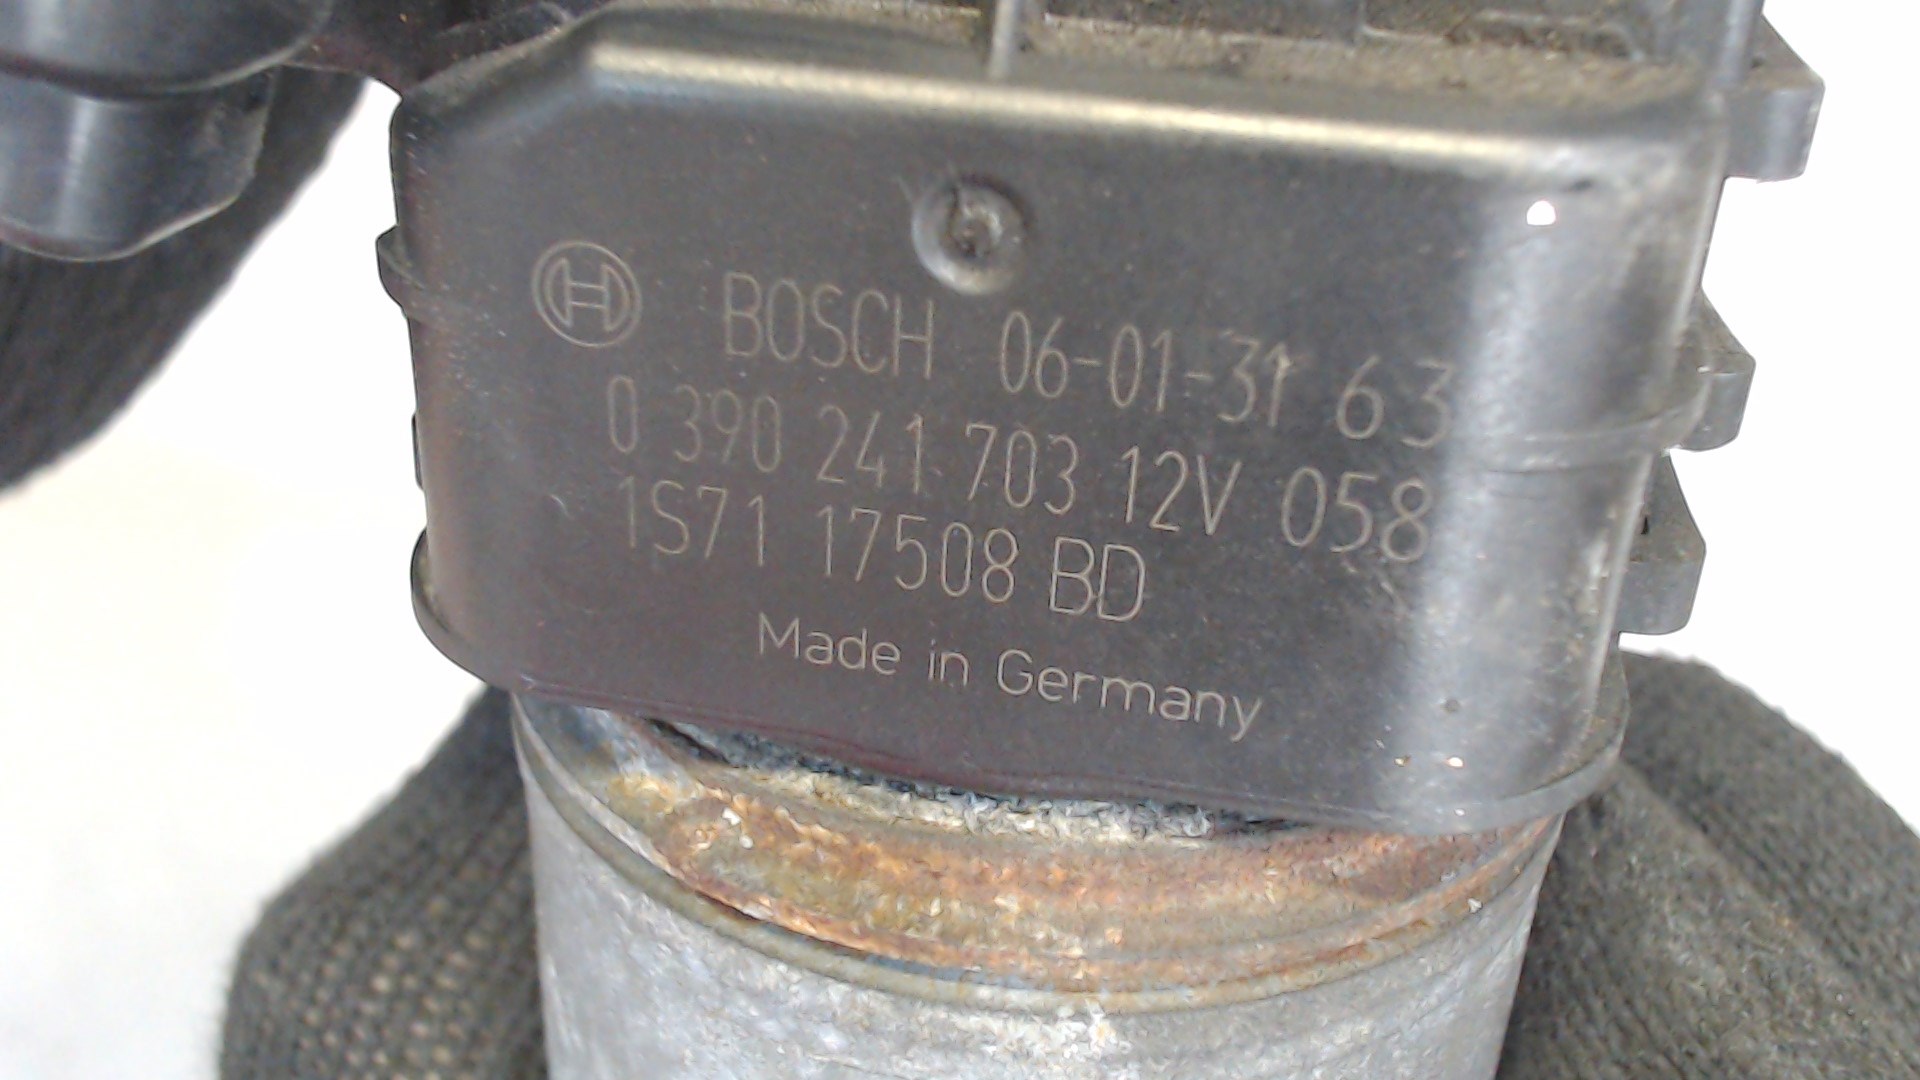 BOSCH 06-01-31 63
0 390 241 703 12V 058
1S71 17508 BD
Made in Germany